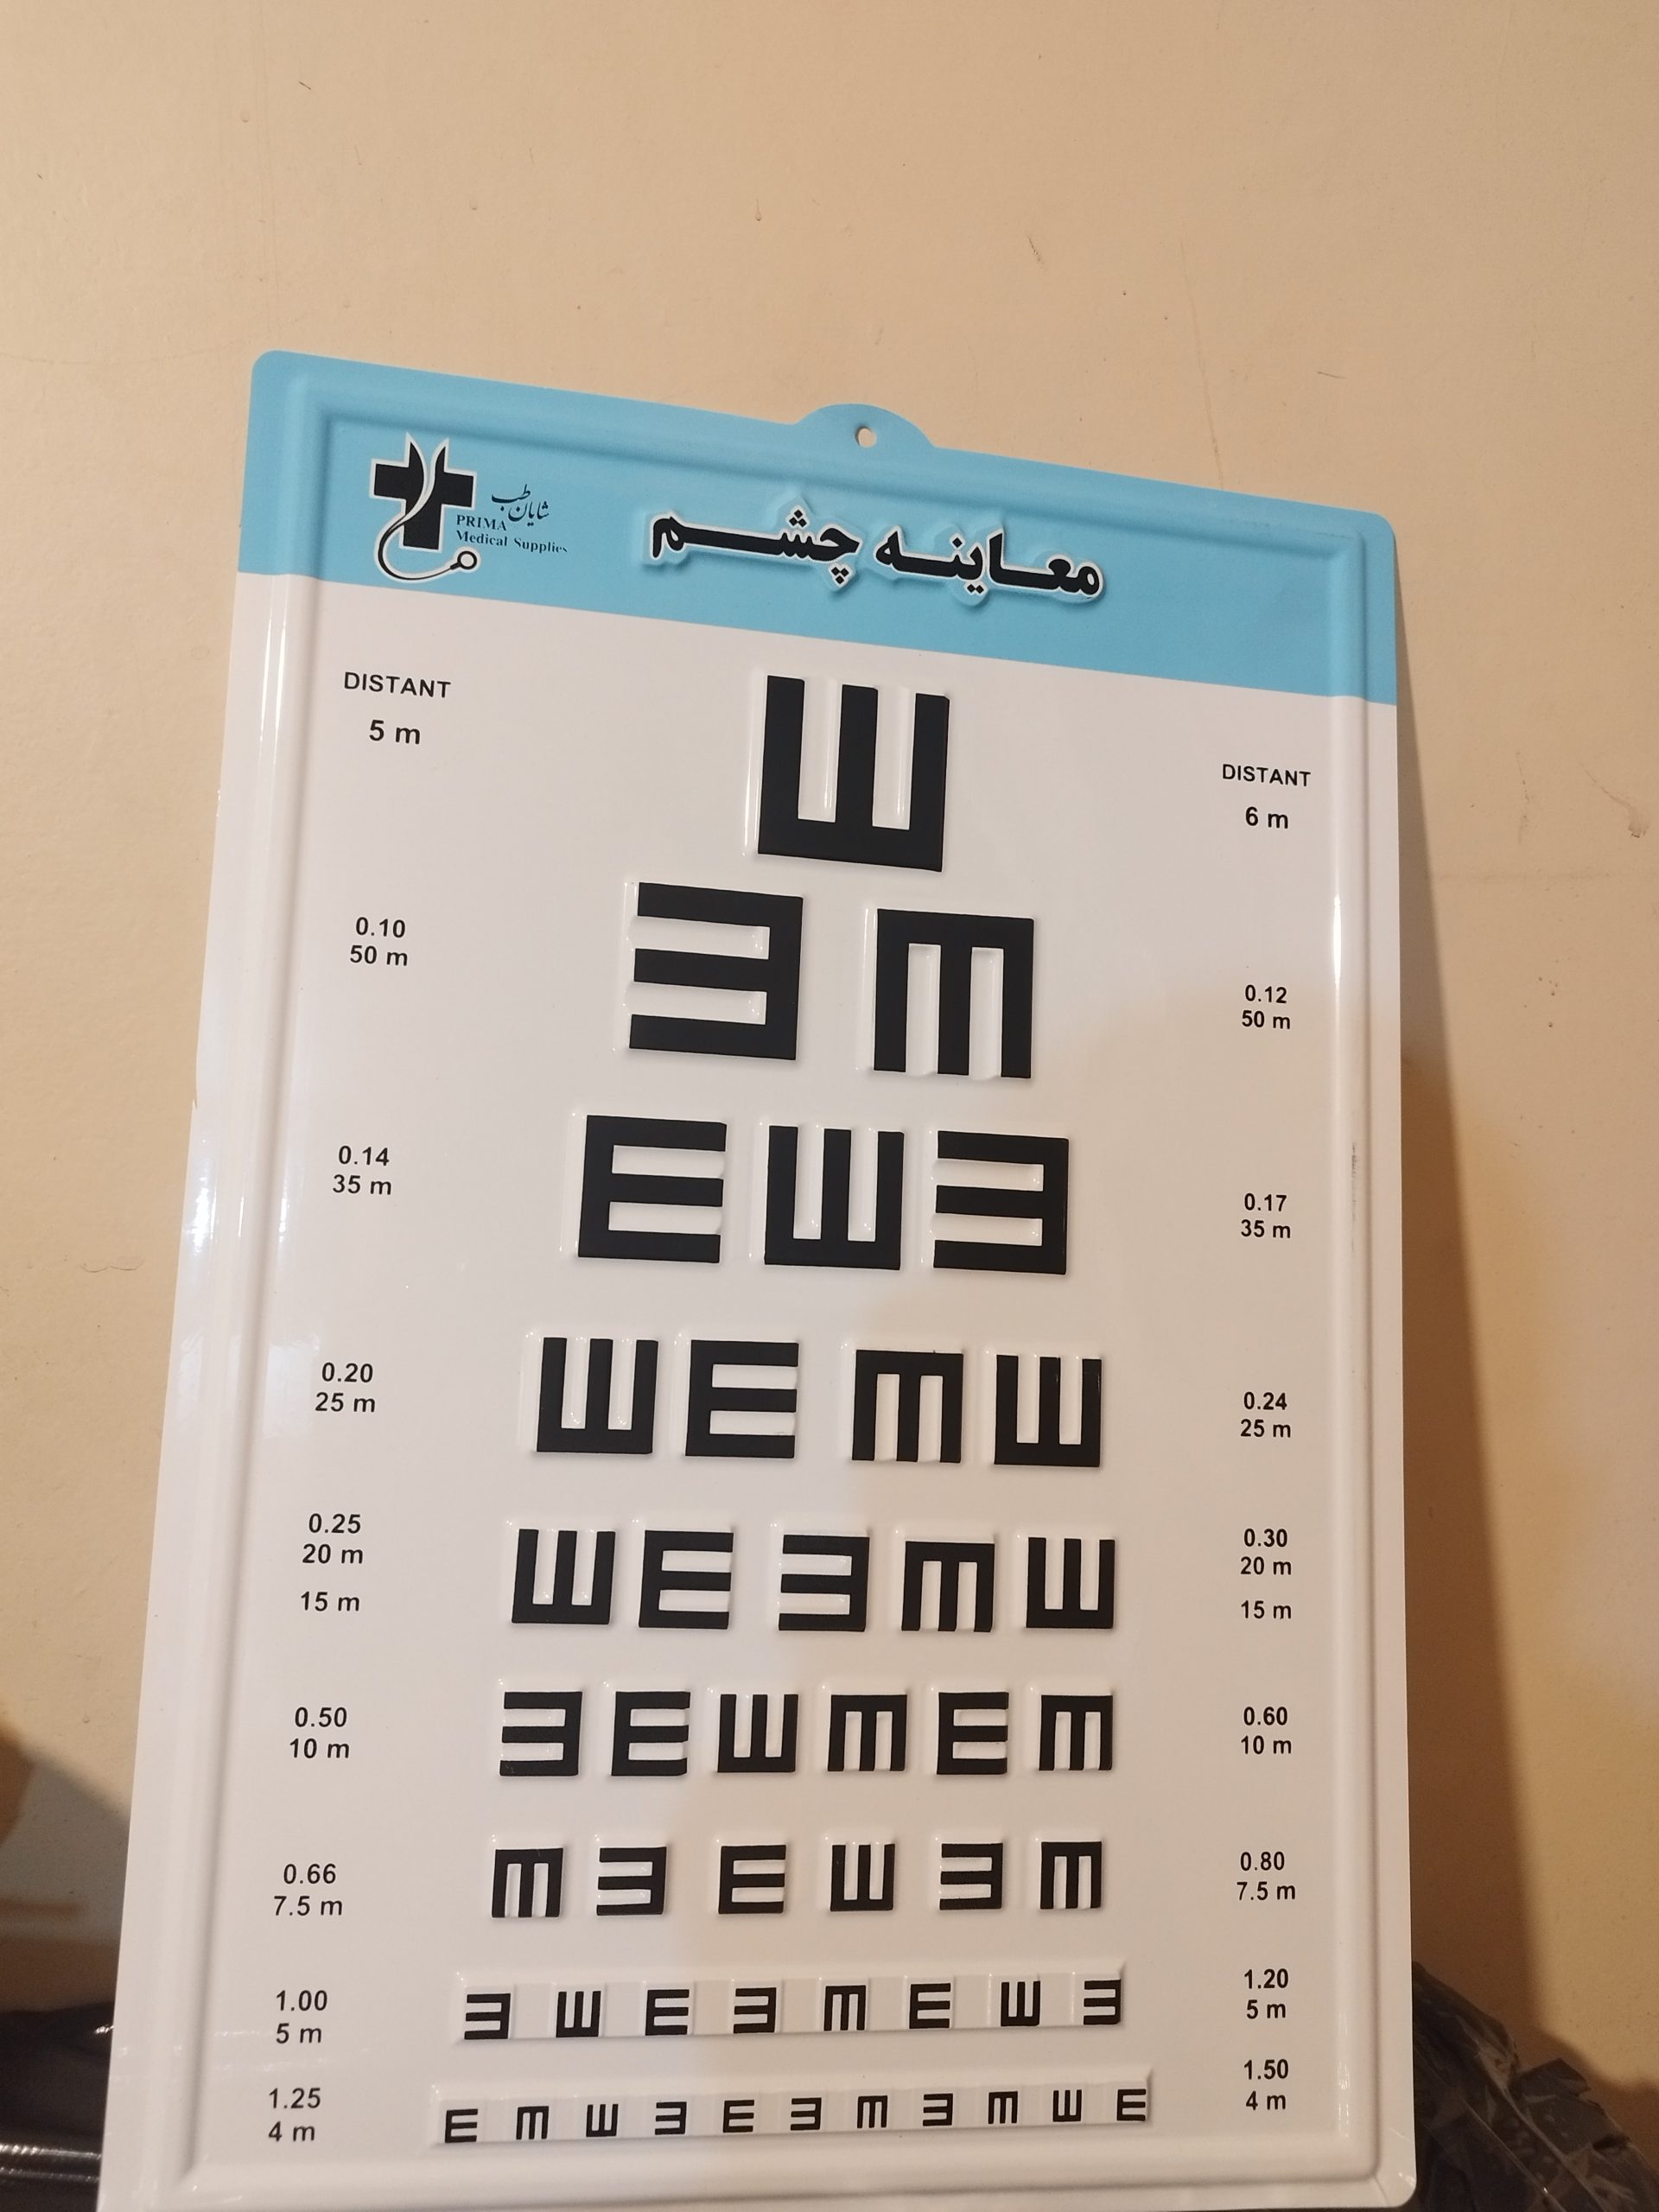 شایان طب
PRIMA
Medical Supplies
معاینه چشم
DISTANT
5 m
DISTANT
6 m
E
E E
0.10
50 m
0.12
50 m
E E E
0.14
35 m
0.17
35 m
E E E E
0.20
25 m
0.24
25 m
E E E E E
0.25
20 m
15 m
0.30
20 m
15 m
E E E E E E
0.50
10 m
0.60
10 m
E E E E E E
0.66
7.5 m
0.80
7.5 m
E E E E E E E E
1.00
5 m
1.20
5 m
E E E E E E E E E E E
1.25
4 m
1.50
4 m